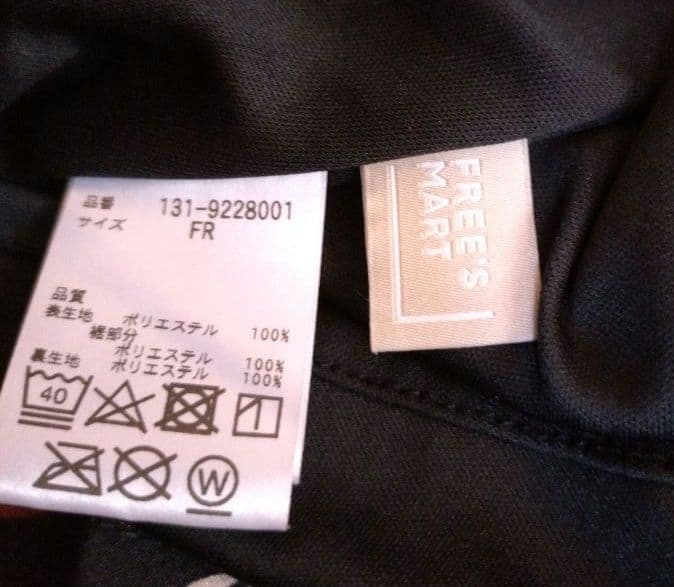 品番 131-9228001
サイズ FR
品質
表生地 ポリエステル 100%
裾部分
ポリエステル 100%
裏生地 ポリエステル 100%
40
W
FREE'S
MART